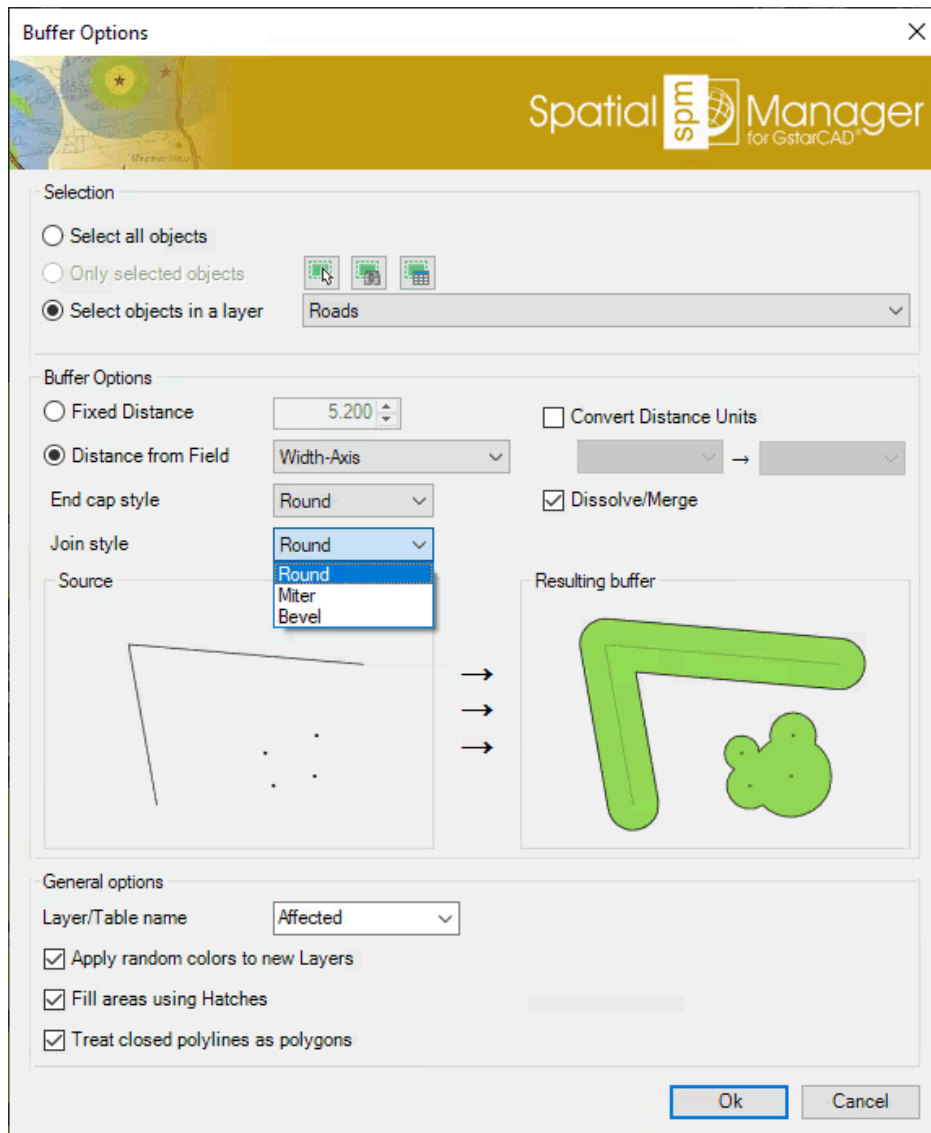 Buffer Options
Spatial spm Manager
for GstarCAD®
Selection
Select all objects
Only selected objects
Select objects in a layer
Roads
Buffer Options
Fixed Distance
5.200
Convert Distance Units
Distance from Field
Width-Axis
→
End cap style
Round
Dissolve/Merge
Join style
Round
Round
Miter
Bevel
Source
Resulting buffer
General options
Layer/Table name
Affected
Apply random colors to new Layers
Fill areas using Hatches
Treat closed polylines as polygons
Ok
Cancel